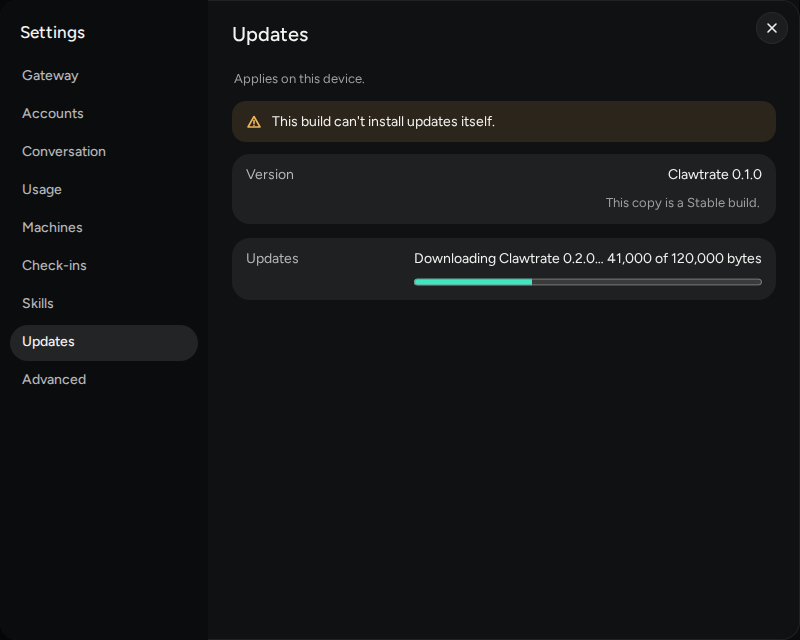 Settings
Gateway
Accounts
Conversation
Usage
Machines
Check-ins
Skills
Updates
Advanced
Updates
Applies on this device.
This build can't install updates itself.
Version
Clawtrate 0.1.0
This copy is a Stable build.
Updates
Downloading Clawtrate 0.2.0... 41,000 of 120,000 bytes